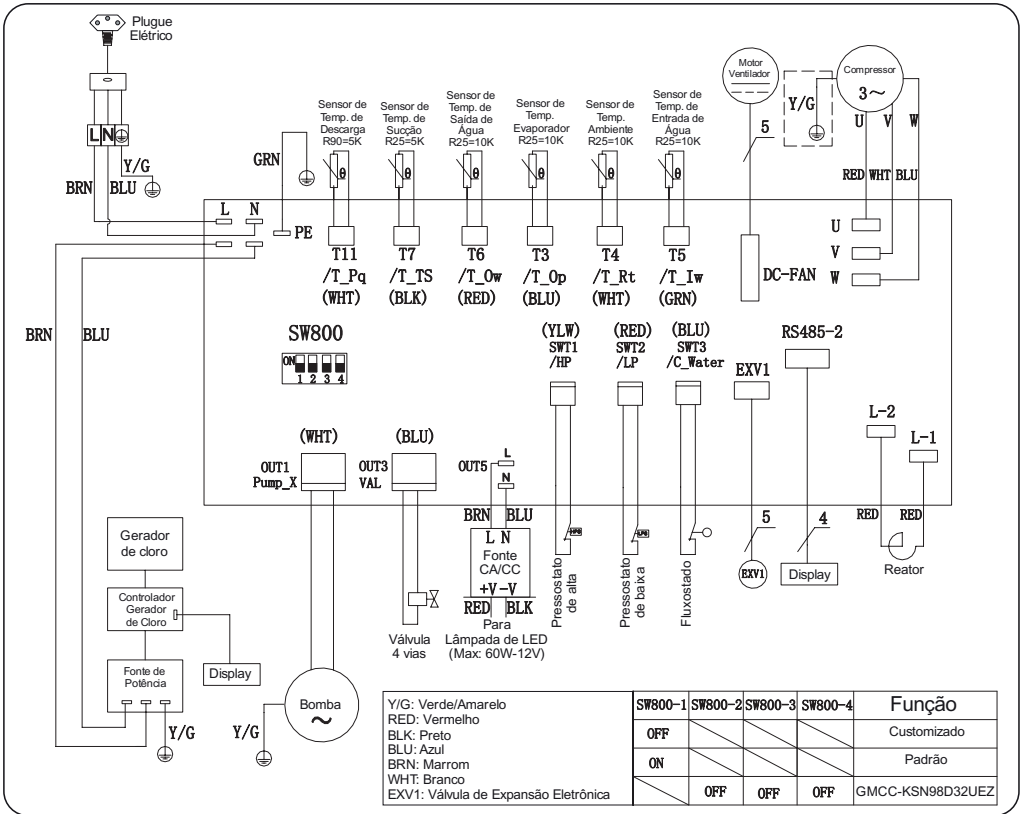 Plugue
Elétrico
L N
Y/G
BRN BLU
GRN
Sensor de
Temp. de
Descarga
R90=5K
Sensor de
Temp. de
Sucção
R25=5K
Sensor de
Temp. de
Saída de
Água
R25=10K
Sensor de
Temp.
Evaporador
R25=10K
Sensor de
Temp.
Ambiente
R25=10K
Sensor de
Temp. de
Entrada de
Água
R25=10K
θ θ θ θ θ θ
Motor
Ventilador
5
Y/G
Compressor
3~
U V W
RED WHT BLU
L N
PE
T11
/T_Pq
(WHT)
T7
/T_TS
(BLK)
T6
/T_Ow
(RED)
T3
/T_Op
(BLU)
T4
/T_Rt
(WHT)
T5
/T_Iw
(GRN)
DC-FAN
U
V
W
BRN BLU
SW800
ON
1 2 3 4
(YLW)
SWT1
/HP
(RED)
SWT2
/LP
(BLU)
SWT3
/C_Water
EXV1
RS485-2
L-2
L-1
(WHT)
OUT1
Pump_X
(BLU)
OUT3
VAL
OUT5
L
N
BRN BLU
L N
Fonte
CA/CC
+V -V
RED BLK
Para
Lâmpada de LED
(Max: 60W-12V)
Válvula
4 vias
HPS
Pressostato
de alta
LPS
Pressostato
de baixa
Fluxostado
5
EXV1
4
Display
RED RED
Reator
Gerador
de cloro
Controlador
Gerador
de Cloro
Fonte de
Potência
Display
Y/G
Y/G
Bomba
~
Y/G: Verde/Amarelo
RED: Vermelho
BLK: Preto
BLU: Azul
BRN: Marrom
WHT: Branco
EXV1: Válvula de Expansão Eletrônica
SW800-1 SW800-2 SW800-3 SW800-4 Função
OFF Customizado
ON Padrão
OFF OFF OFF GMCC-KSN98D32UEZ